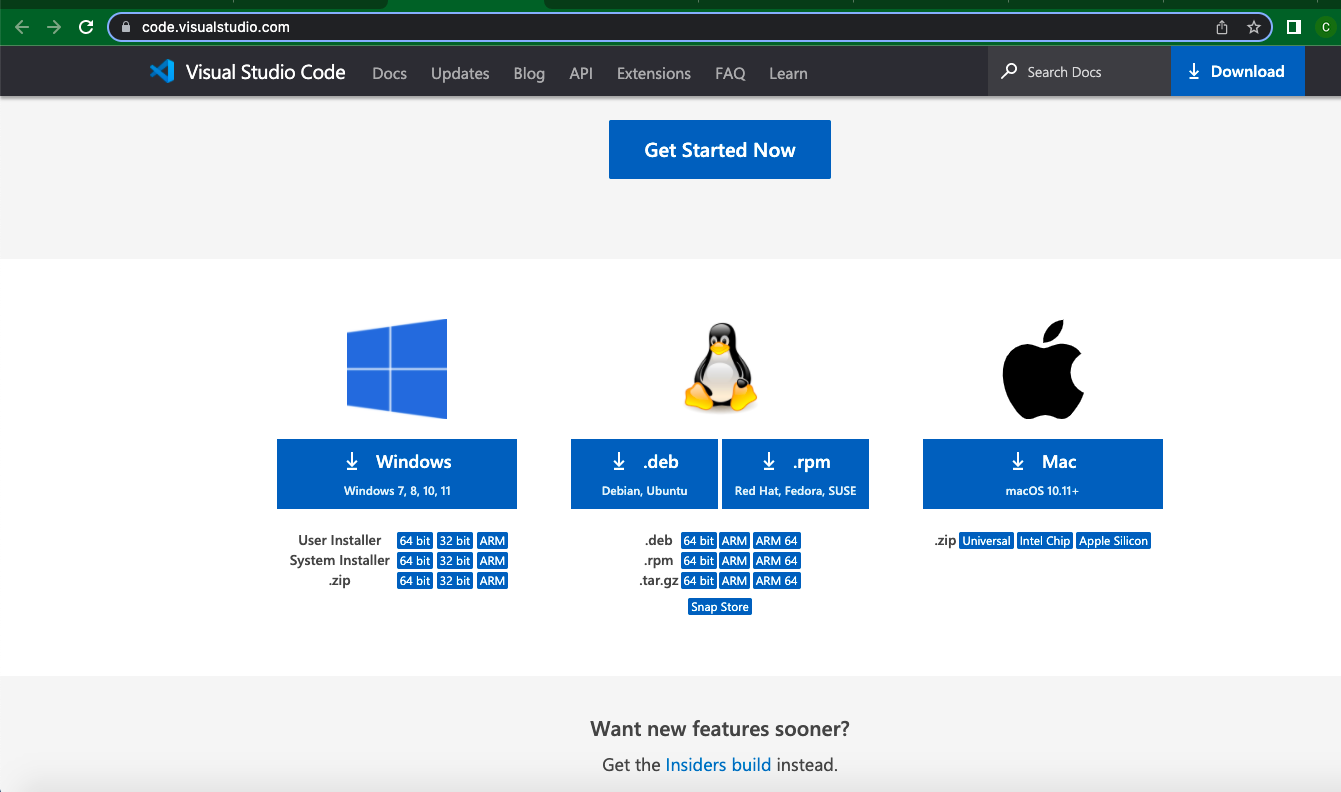 code.visualstudio.com
C
Visual Studio Code Docs Updates Blog API Extensions FAQ Learn Search Docs Download
Get Started Now
Windows
Windows 7, 8, 10, 11
.deb
Debian, Ubuntu
.rpm
Red Hat, Fedora, SUSE
Mac
macOS 10.11+
User Installer 64 bit 32 bit ARM
System Installer 64 bit 32 bit ARM
.zip 64 bit 32 bit ARM
.deb 64 bit ARM ARM 64
.rpm 64 bit ARM ARM 64
.tar.gz 64 bit ARM ARM 64
Snap Store
.zip Universal Intel Chip Apple Silicon
Want new features sooner?
Get the Insiders build instead.